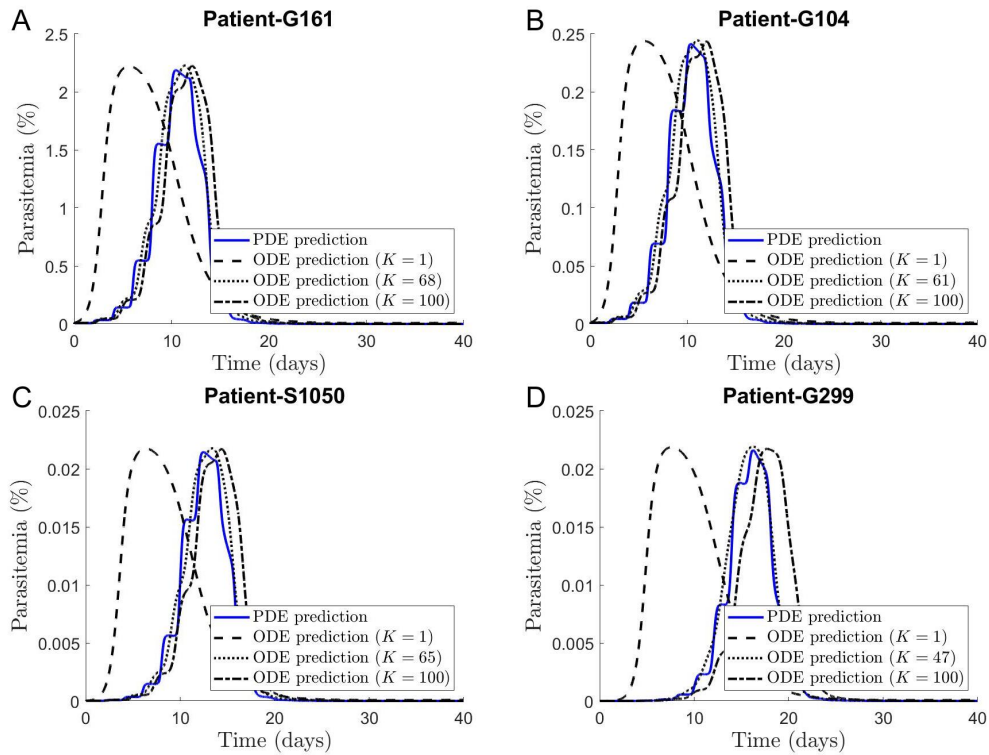 A
Patient-G161
Parasitemia (%)
2.5
2
1.5
1
0.5
0
PDE prediction
ODE prediction (K = 1)
ODE prediction (K = 68)
ODE prediction (K = 100)
0 10 20 30 40
Time (days)
B
Patient-G104
Parasitemia (%)
0.25
0.2
0.15
0.1
0.05
0
PDE prediction
ODE prediction (K = 1)
ODE prediction (K = 61)
ODE prediction (K = 100)
0 10 20 30 40
Time (days)
C
Patient-S1050
Parasitemia (%)
0.025
0.02
0.015
0.01
0.005
0
PDE prediction
ODE prediction (K = 1)
ODE prediction (K = 65)
ODE prediction (K = 100)
0 10 20 30 40
Time (days)
D
Patient-G299
Parasitemia (%)
0.025
0.02
0.015
0.01
0.005
0
PDE prediction
ODE prediction (K = 1)
ODE prediction (K = 47)
ODE prediction (K = 100)
0 10 20 30 40
Time (days)